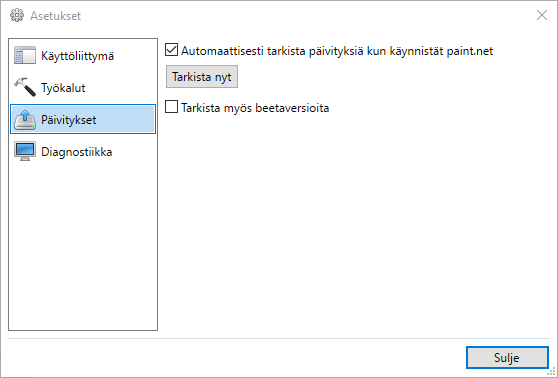 Asetukset
Käyttöliittymä
Työkalut
Päivitykset
Diagnostiikka
Automaattisesti tarkista päivityksiä kun käynnistät paint.net
Tarkista nyt
Tarkista myös beetaversioita
Sulje